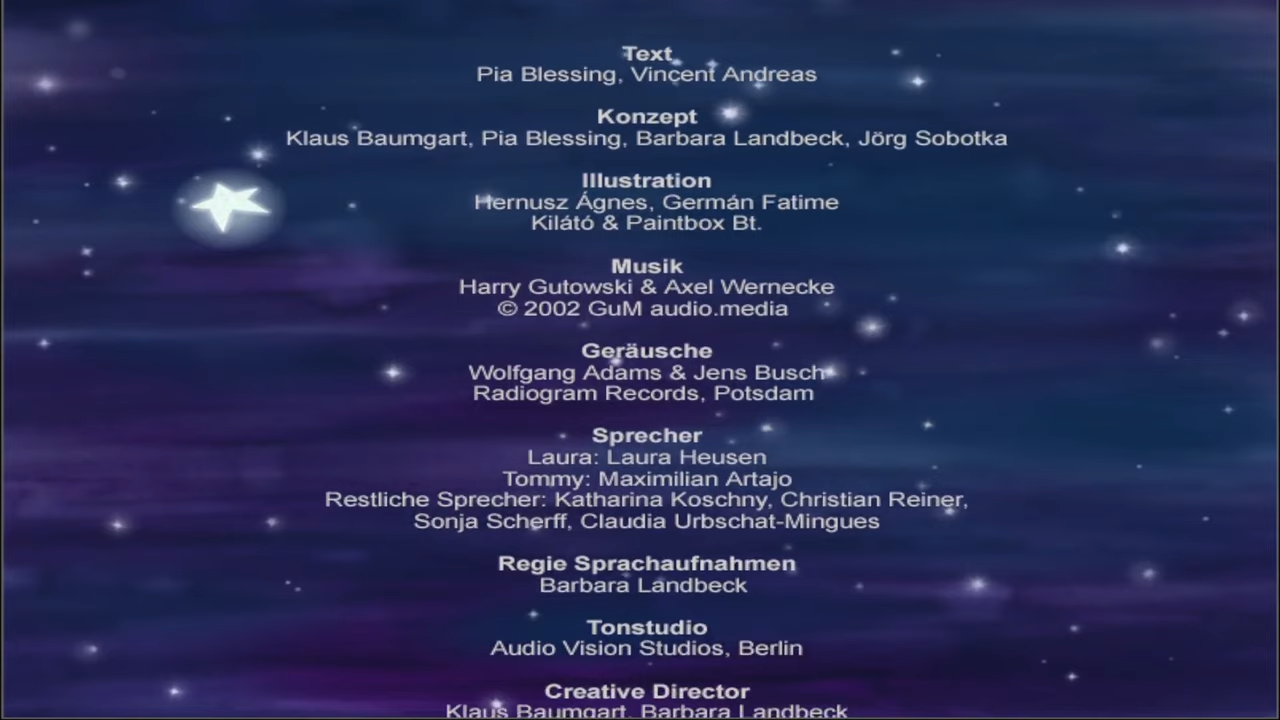 Text
Pia Blessing, Vincent Andreas
Konzept
Klaus Baumgart, Pia Blessing, Barbara Landbeck, Jörg Sobotka
Illustration
Hernusz Ágnes, Germán Fatime
Kilátó & Paintbox Bt.
Musik
Harry Gutowski & Axel Wernecke
© 2002 GuM audio.media
Geräusche
Wolfgang Adams & Jens Busch
Radiogram Records, Potsdam
Sprecher
Laura: Laura Heusen
Tommy: Maximilian Artajo
Restliche Sprecher: Katharina Koschny, Christian Reiner,
Sonja Scherff, Claudia Urbschat-Mingues
Regie Sprachaufnahmen
Barbara Landbeck
Tonstudio
Audio Vision Studios, Berlin
Creative Director
Klaus Baumgart, Barbara Landbeck